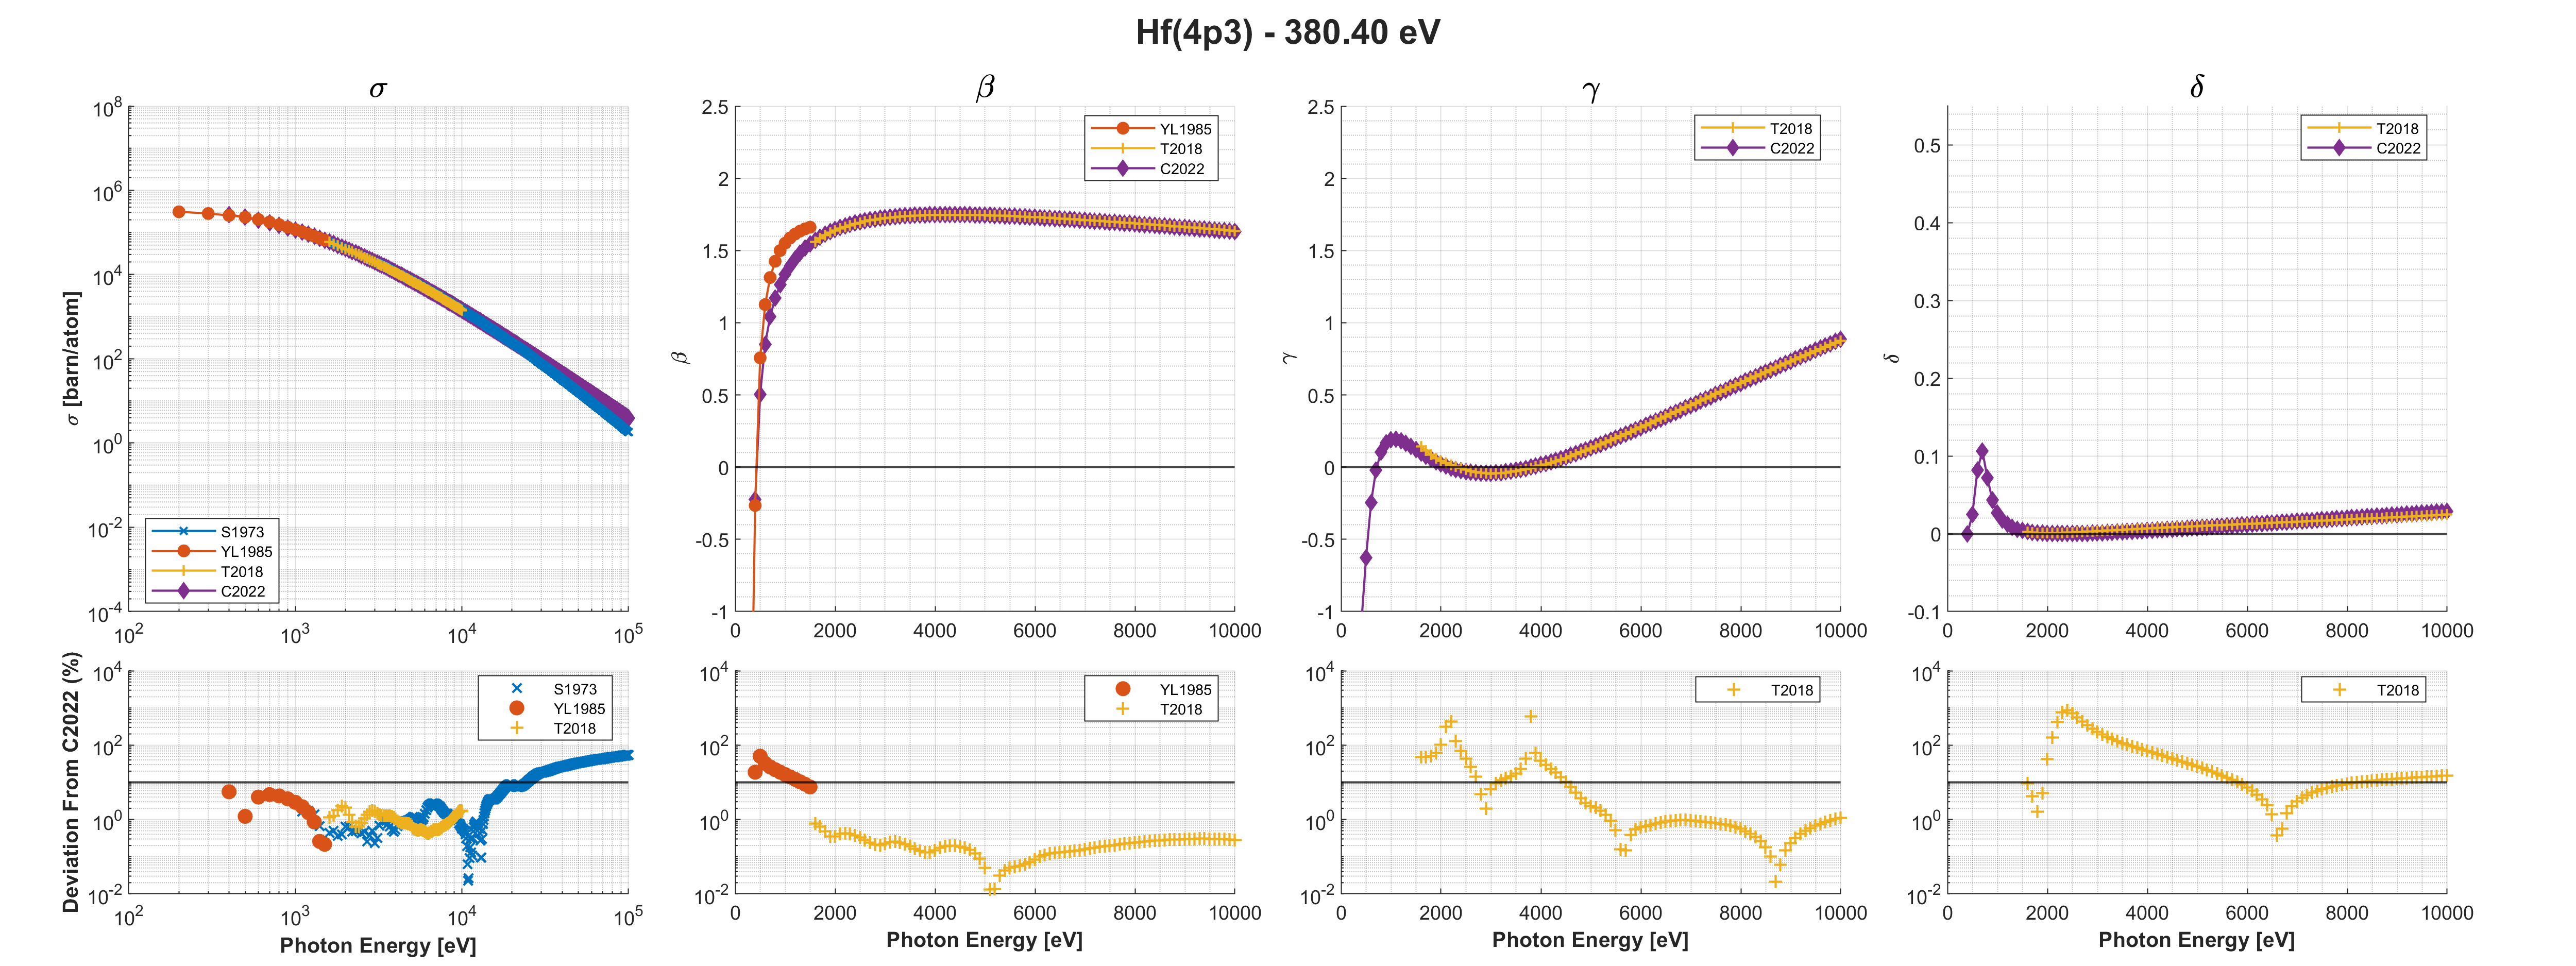 Hf(4p3) - 380.40 eV
σ
σ [barn/atom]
10^8
10^6
10^4
10^2
10^0
10^-2
10^-4
10^2
10^3
10^4
10^5
S1973
YL1985
T2018
C2022
β
β
2.5
2
1.5
1
0.5
0
-0.5
-1
0
2000
4000
6000
8000
10000
YL1985
T2018
C2022
γ
γ
2.5
2
1.5
1
0.5
0
-0.5
-1
0
2000
4000
6000
8000
10000
T2018
C2022
δ
δ
0.5
0.4
0.3
0.2
0.1
0
-0.1
0
2000
4000
6000
8000
10000
T2018
C2022
Deviation From C2022 (%)
10^4
10^2
10^0
10^-2
10^2
10^3
10^4
10^5
S1973
YL1985
T2018
Photon Energy [eV]
10^4
10^2
10^0
10^-2
0
2000
4000
6000
8000
10000
YL1985
T2018
Photon Energy [eV]
10^4
10^2
10^0
10^-2
0
2000
4000
6000
8000
10000
T2018
Photon Energy [eV]
10^4
10^2
10^0
10^-2
0
2000
4000
6000
8000
10000
T2018
Photon Energy [eV]